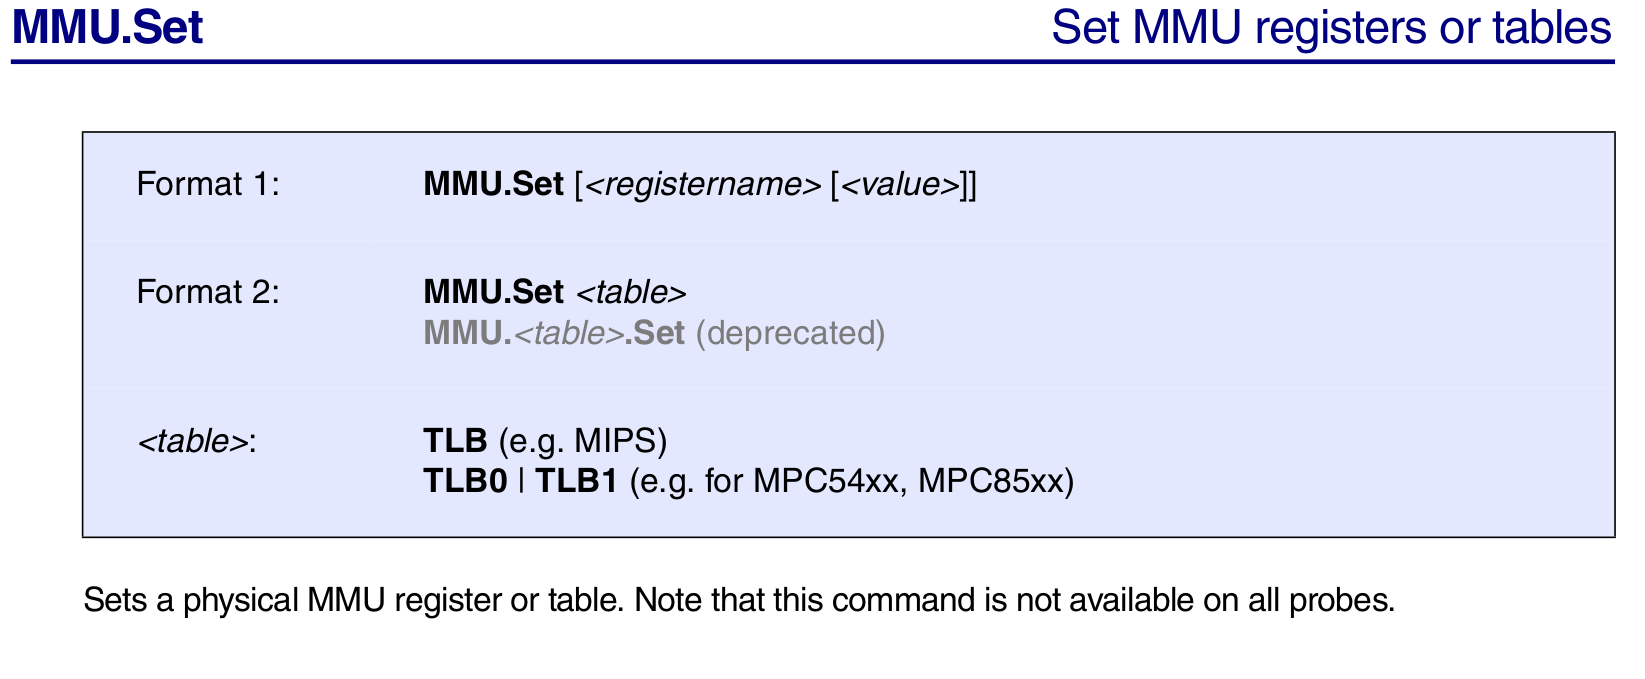 MMU.Set Set MMU registers or tables
Format 1: MMU.Set [<registername> [<value>]]
Format 2: MMU.Set <table>
MMU.<table>.Set (deprecated)
<table>: TLB (e.g. MIPS)
TLB0 | TLB1 (e.g. for MPC54xx, MPC85xx)
Sets a physical MMU register or table. Note that this command is not available on all probes.